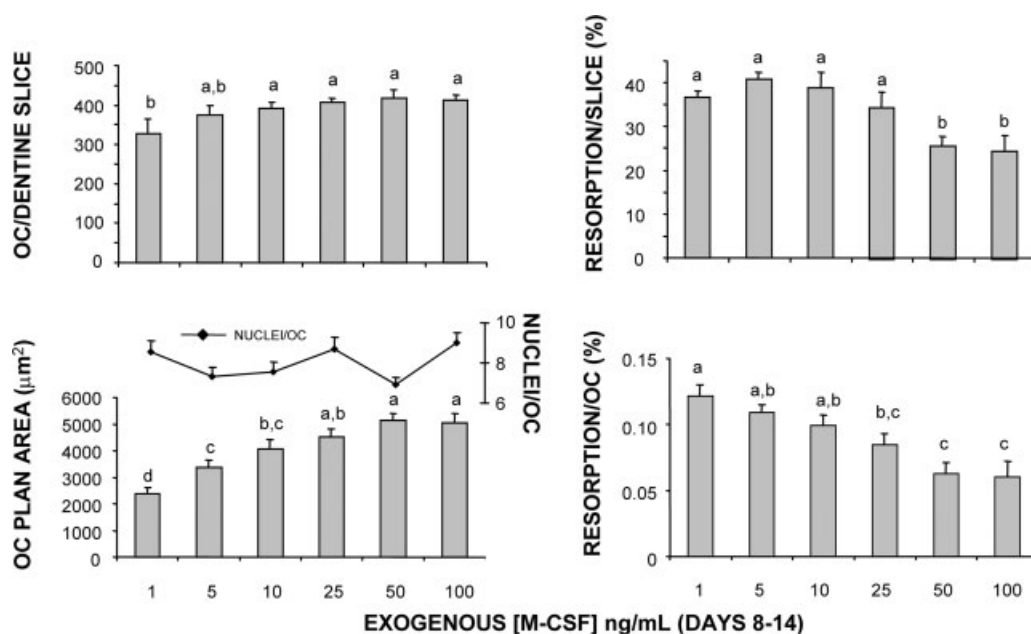 OC/DENTINE SLICE
500
400
300
200
100
0
b
a,b
a
a
a
a
RESORPTION/SLICE (%)
40
30
20
10
0
a
a
a
a
b
b
OC PLAN AREA (μm2)
6000
5000
4000
3000
2000
1000
0
NUCLEI/OC
10
8
6
NUCLEI/OC
d
c
b,c
a,b
a
a
1
5
10
25
50
100
RESORPTION/OC (%)
0.15
0.10
0.05
0
a
a,b
a,b
b,c
c
c
1
5
10
25
50
100
EXOGENOUS [M-CSF] ng/mL (DAYS 8-14)